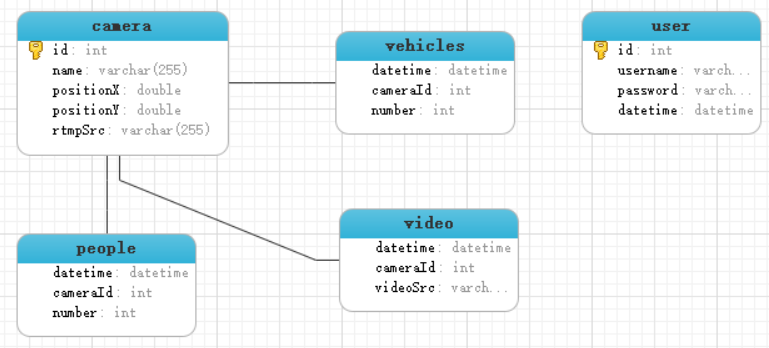 camera
id: int
name: varchar(255)
positionX: double
positionY: double
rtmpSrc: varchar(255)
vehicles
datetime: datetime
cameraId: int
number: int
user
id: int
username: varch...
password: varch...
datetime: datetime
people
datetime: datetime
cameraId: int
number: int
video
datetime: datetime
cameraId: int
videoSrc: varch...